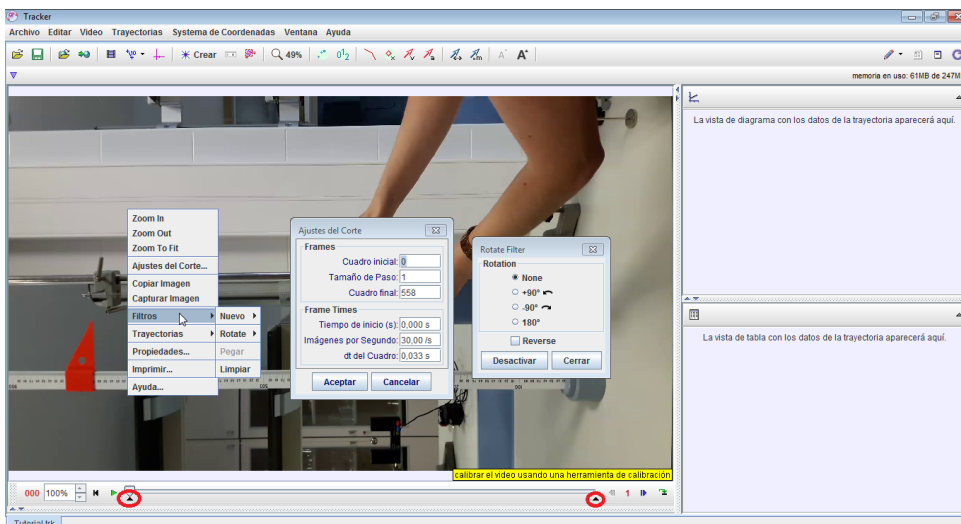 Tracker
Archivo Editar Video Trayectorias Systema de Coordenadas Ventana Ayuda
Crear 49%
memoria en uso: 61MB de 247M
La vista de diagrama con los datos de la trayectoria aparecerá aquí.
Zoom In
Zoom Out
Zoom To Fit
Ajustes del Corte...
Copiar Imagen
Capturar Imagen
Filtros
Trayectorias
Propiedades...
Imprimir...
Ayuda...
Nuevo
Rotate
Pegar
Limpiar
Ajustes del Corte
Frames
Cuadro inicial: 0
Tamaño de Paso: 1
Cuadro final: 558
Frame Times
Tiempo de inicio (s): 0,000 s
Imágenes por Segundo: 30,00 /s
dt del Cuadro: 0,033 s
Aceptar Cancelar
Rotate Filter
Rotation
None
+90°
-90°
180°
Reverse
Desactivar Cerrar
La vista de tabla con los datos de la trayectoria aparecerá aquí.
calibrar el video usando una herramienta de calibración
000 100% 1
Tutorial.trk